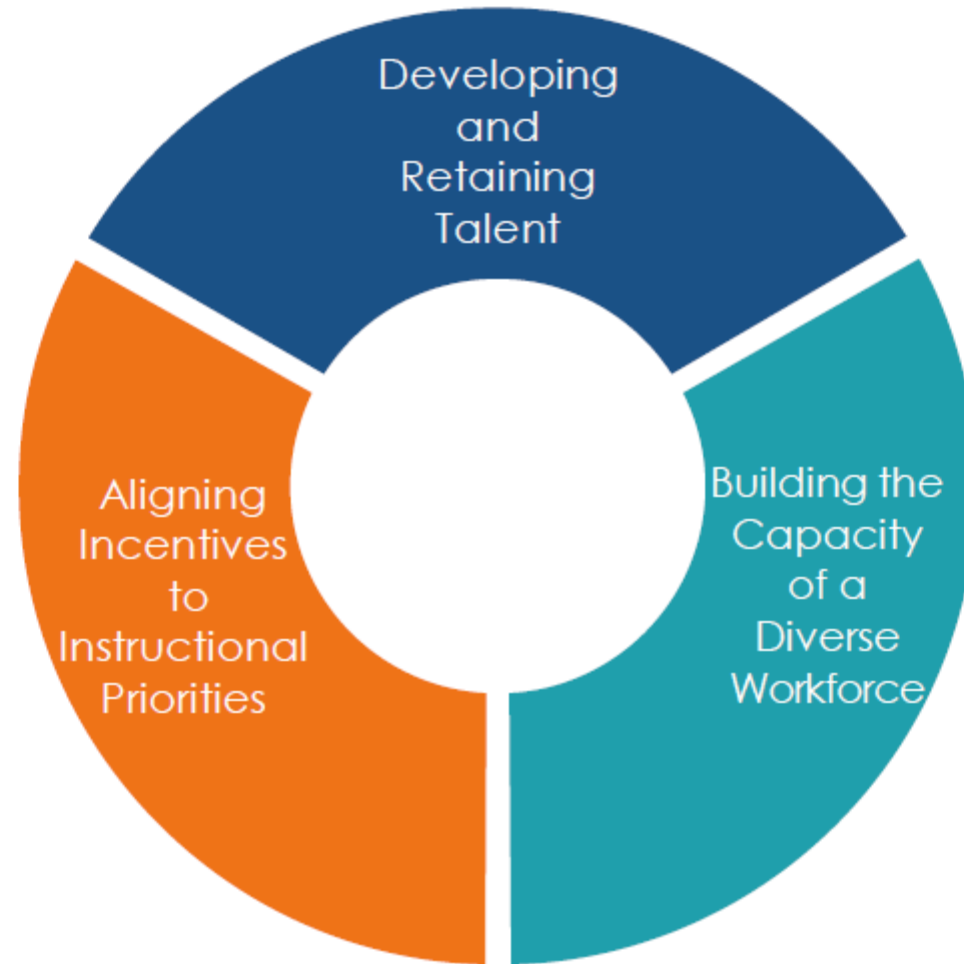 Developing
and
Retaining
Talent
Aligning
Incentives
to
Instructional
Priorities
Building the
Capacity
of a
Diverse
Workforce